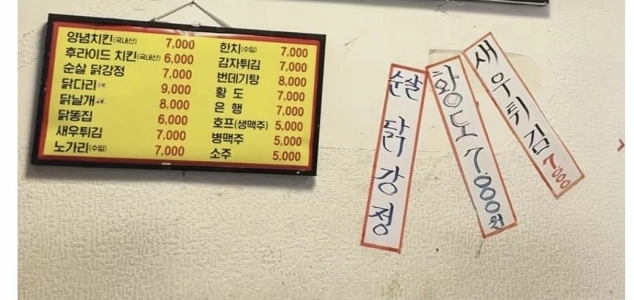 양념치킨(국내산) 7,000
후라이드 치킨(국내산) 6,000
순살 닭강정 7,000
닭다리 9,000
닭날개 8,000
닭똥집 6,000
새우튀김 7,000
노가리(수입) 7,000
한치(수입) 7,000
감자튀김 7,000
번데기탕 8,000
황 도 7,000
은 행 7,000
호프(생맥주) 5,000
병맥주 5,000
소주 5,000
순살 닭강정
황도 7.000원
새우튀김